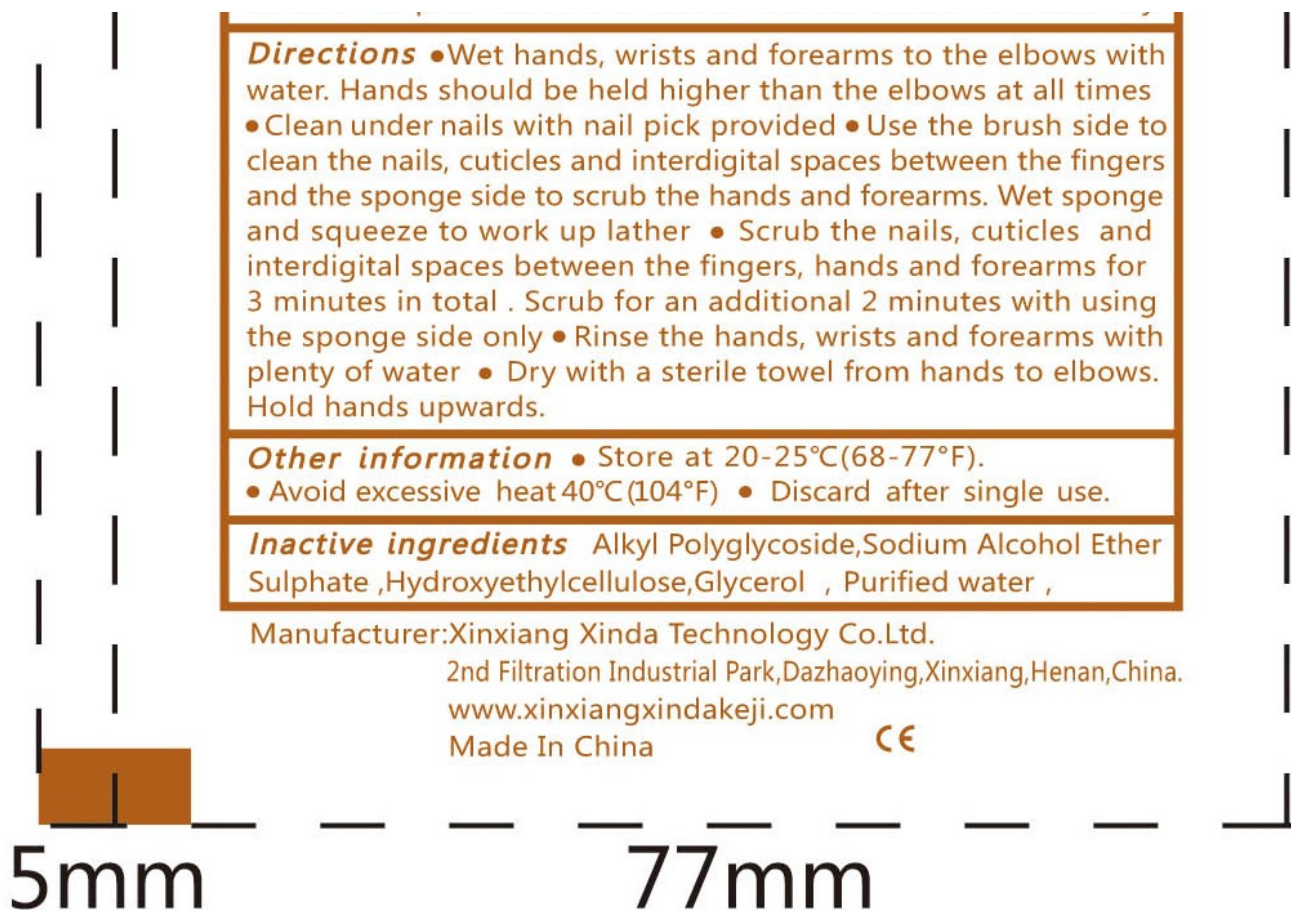 Directions ●Wet hands, wrists and forearms to the elbows with
water. Hands should be held higher than the elbows at all times
●Clean under nails with nail pick provided ● Use the brush side to
clean the nails, cuticles and interdigital spaces between the fingers
and the sponge side to scrub the hands and forearms. Wet sponge
and squeeze to work up lather ● Scrub the nails, cuticles and
interdigital spaces between the fingers, hands and forearms for
3 minutes in total . Scrub for an additional 2 minutes with using
the sponge side only ● Rinse the hands, wrists and forearms with
plenty of water ● Dry with a sterile towel from hands to elbows.
Hold hands upwards.
Other information ● Store at 20-25℃(68-77°F).
● Avoid excessive heat 40℃(104°F) ● Discard after single use.
Inactive ingredients Alkyl Polyglycoside,Sodium Alcohol Ether
Sulphate ,Hydroxyethylcellulose,Glycerol , Purified water ,
Manufacturer:Xinxiang Xinda Technology Co.Ltd.
2nd Filtration Industrial Park,Dazhaoying,Xinxiang,Henan,China.
www.xinxiangxindakeji.com
Made In China CE
5mm 77mm